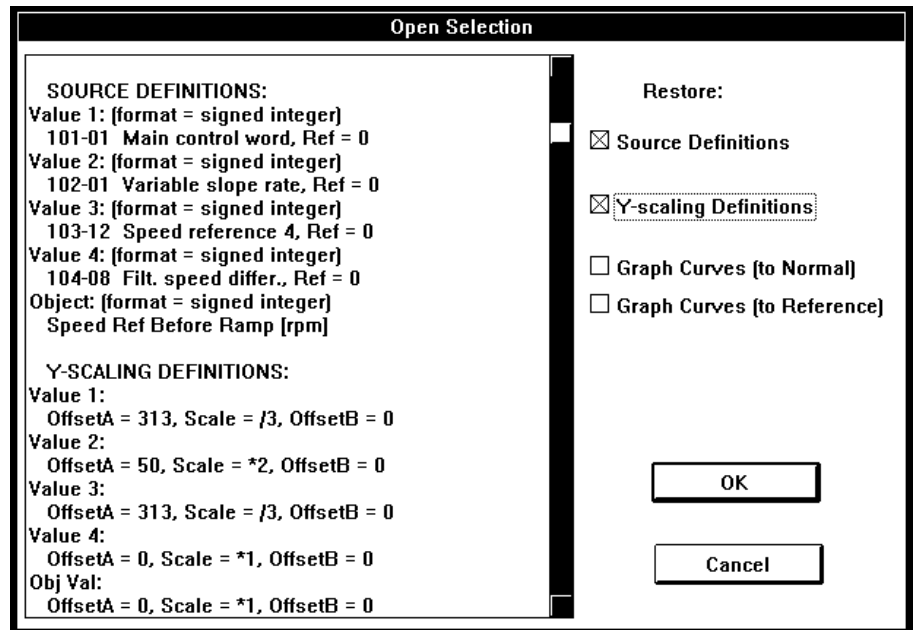 Open Selection
SOURCE DEFINITIONS:
Value 1: (format = signed integer)
101-01 Main control word, Ref = 0
Value 2: (format = signed integer)
102-01 Variable slope rate, Ref = 0
Value 3: (format = signed integer)
103-12 Speed reference 4, Ref = 0
Value 4: (format = signed integer)
104-08 Filt. speed differ., Ref = 0
Object: (format = signed integer)
Speed Ref Before Ramp [rpm]
Y-SCALING DEFINITIONS:
Value 1:
OffsetA = 313, Scale = /3, OffsetB = 0
Value 2:
OffsetA = 50, Scale = *2, OffsetB = 0
Value 3:
OffsetA = 313, Scale = /3, OffsetB = 0
Value 4:
OffsetA = 0, Scale = *1, OffsetB = 0
Obj Val:
OffsetA = 0, Scale = *1, OffsetB = 0
Restore:
Source Definitions
Y-scaling Definitions
Graph Curves (to Normal)
Graph Curves (to Reference)
OK
Cancel